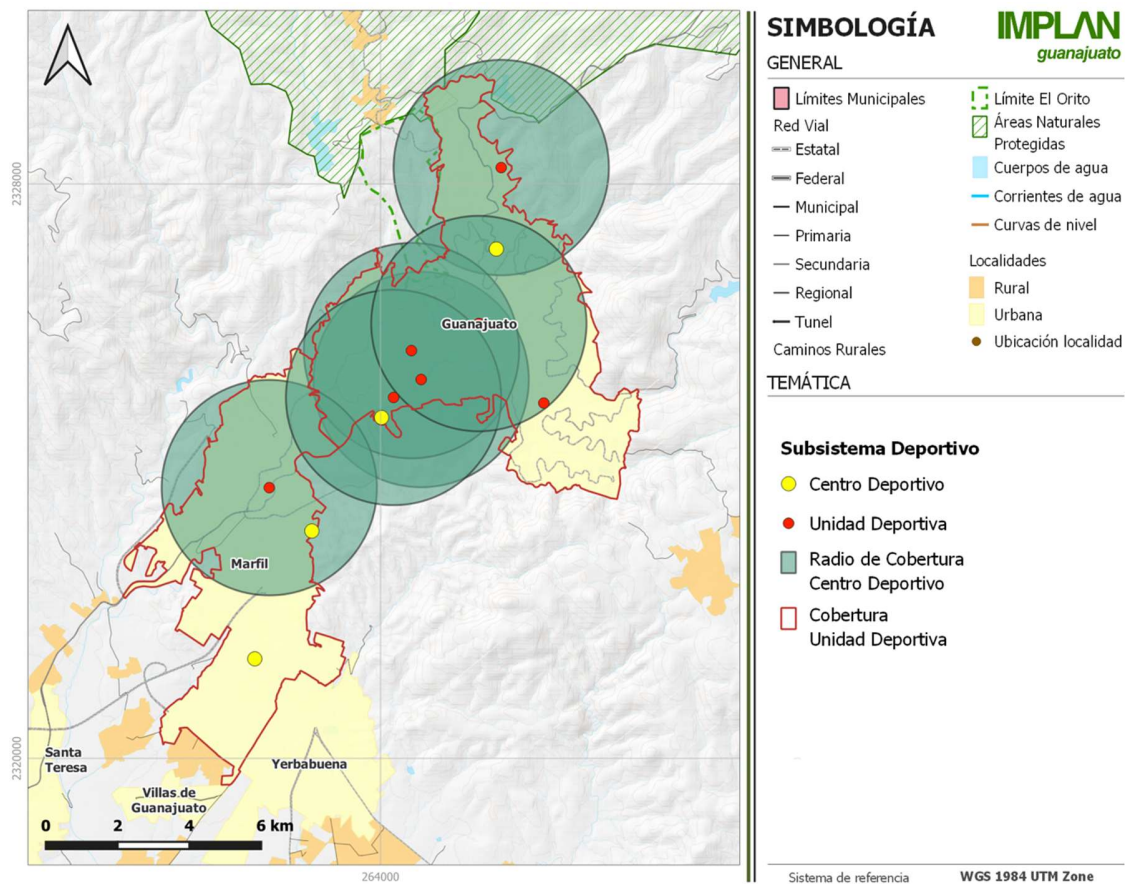 SIMBOLOGÍA
IMPLAN
guanajuato
GENERAL
Límites Municipales
Red Vial
Estatal
Federal
Municipal
Primaria
Secundaria
Regional
Tunel
Caminos Rurales
Límite El Orito
Áreas Naturales
Protegidas
Cuerpos de agua
Corrientes de agua
Curvas de nivel
Localidades
Rural
Urbana
Ubicación localidad
TEMÁTICA
Subsistema Deportivo
Centro Deportivo
Unidad Deportiva
Radio de Cobertura
Centro Deportivo
Cobertura
Unidad Deportiva
Sistema de referencia
WGS 1984 UTM Zone
2328000
2320000
264000
Guanajuato
Marfil
Santa
Teresa
Yerbabuena
Villas de
Guanajuato
0 2 4 6 km